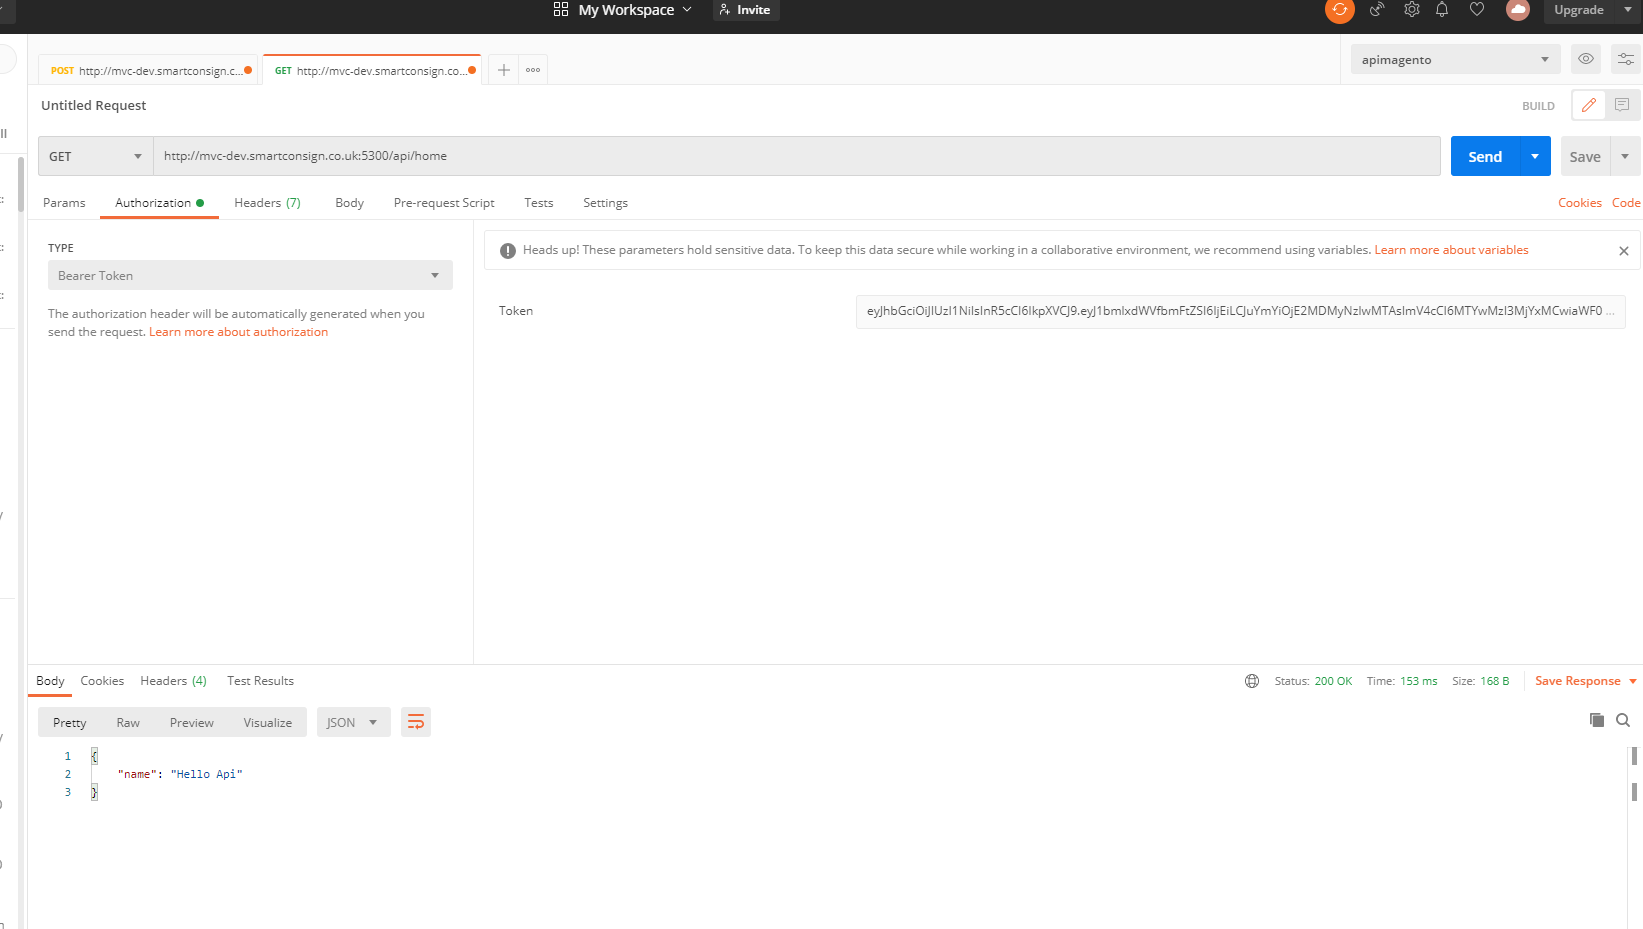 My Workspace
Invite
Upgrade
POST http://mvc-dev.smartconsign.c...
GET http://mvc-dev.smartconsign.co...
apimagento
Untitled Request
BUILD
GET
http://mvc-dev.smartconsign.co.uk:5300/api/home
Send
Save
Params
Authorization
Headers (7)
Body
Pre-request Script
Tests
Settings
Cookies
Code
TYPE
Bearer Token
The authorization header will be automatically generated when you
send the request. Learn more about authorization
Heads up! These parameters hold sensitive data. To keep this data secure while working in a collaborative environment, we recommend using variables. Learn more about variables
Token
Body
Cookies
Headers (4)
Test Results
Status: 200 OK
Time: 153 ms
Size: 168 B
Save Response
Pretty
Raw
Preview
Visualize
JSON
1 {
2 "name": "Hello Api"
3 }